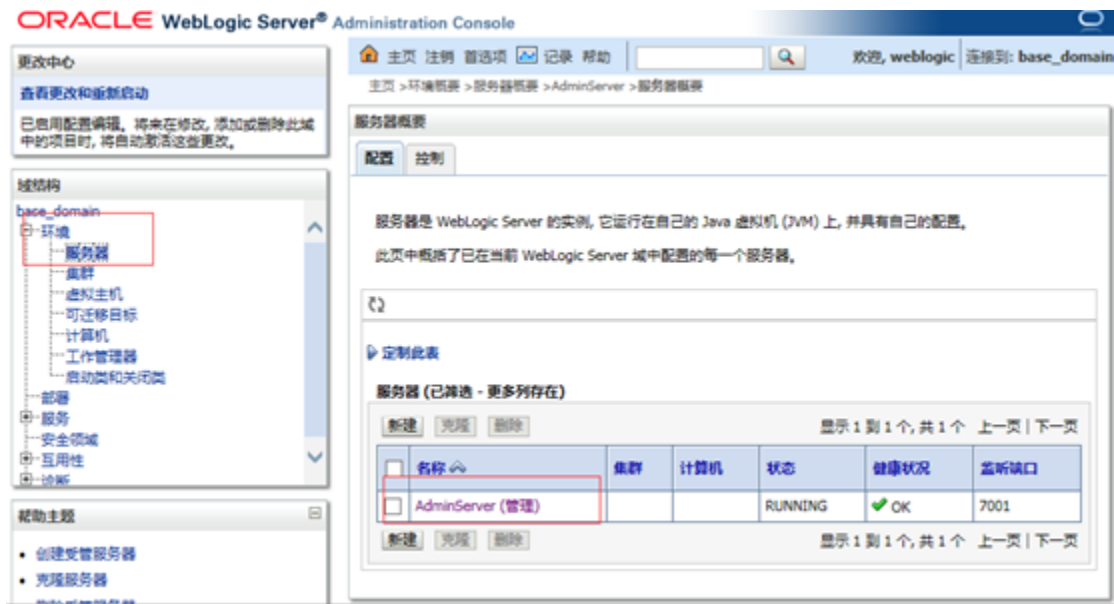 ORACLE WebLogic Server® Administration Console
更改中心
查看更改和重新启动
已启用配置编辑。将来在修改, 添加或删除此域
中的项目时, 将自动激活这些更改。
域结构
base_domain
环境
服务器
集群
虚拟主机
可迁移目标
计算机
工作管理器
启动类和关闭类
部署
服务
安全领域
互用性
诊断
帮助主题
创建受管服务器
克隆服务器
主页 注销 首选项 记录 帮助
欢迎, weblogic 连接到: base_domain
主页 >环境概要 >服务器概要 >AdminServer >服务器概要
服务器概要
配置 控制
服务器是 WebLogic Server 的实例, 它运行在自己的 Java 虚拟机 (JVM) 上, 并具有自己的配置。
此页中概括了已在当前 WebLogic Server 域中配置的每一个服务器。
定制此表
服务器 (已筛选 - 更多列存在)
新建 克隆 删除 显示 1 到 1 个, 共 1 个 上一页 | 下一页
名称 集群 计算机 状态 健康状况 监听端口
AdminServer (管理) RUNNING OK 7001
新建 克隆 删除 显示 1 到 1 个, 共 1 个 上一页 | 下一页